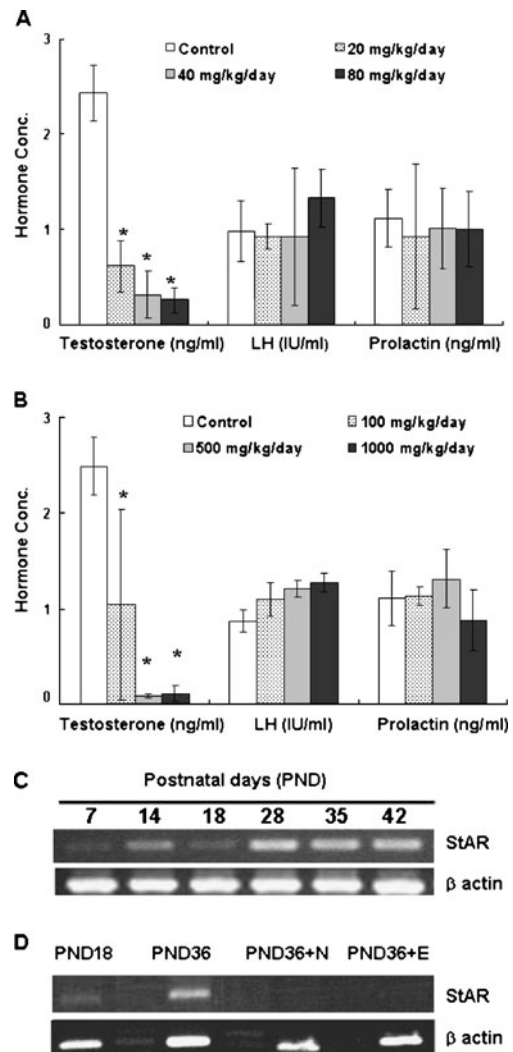 A
3
Control
20 mg/kg/day
40 mg/kg/day
80 mg/kg/day
Hormone Conc.
2
1
0
* * *
Testosterone (ng/ml) LH (IU/ml) Prolactin (ng/ml)
B
3
Control
100 mg/kg/day
500 mg/kg/day
1000 mg/kg/day
Hormone Conc.
2
1
0
* * *
Testosterone (ng/ml) LH (IU/ml) Prolactin (ng/ml)
C
Postnatal days (PND)
7 14 18 28 35 42
StAR
β actin
D
PND18 PND36 PND36+N PND36+E
StAR
β actin